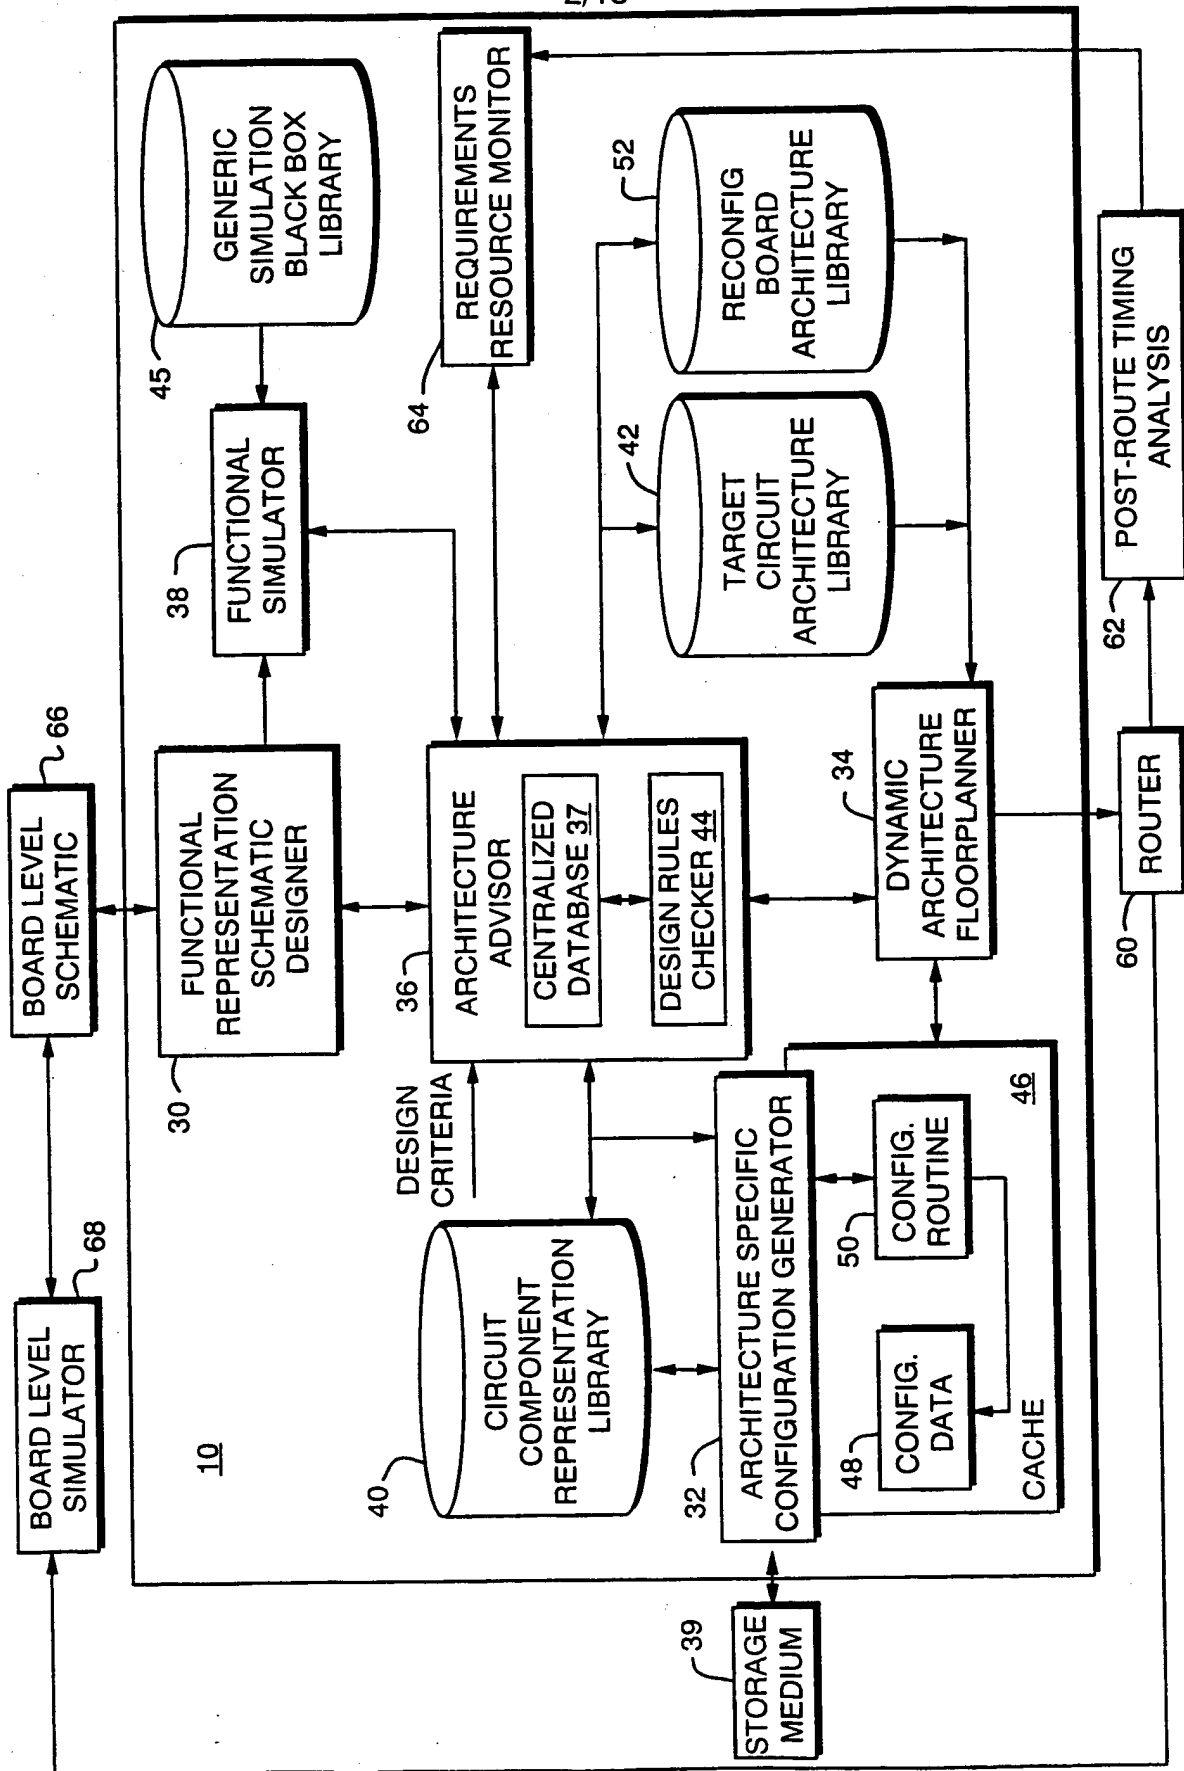 2/18
BOARD LEVEL
SIMULATOR
68
BOARD LEVEL
SCHEMATIC
66
10
30
FUNCTIONAL
REPRESENTATION
SCHEMATIC
DESIGNER
38
FUNCTIONAL
SIMULATOR
45
GENERIC
SIMULATION
BLACK BOX
LIBRARY
40
CIRCUIT
COMPONENT
REPRESENTATION
LIBRARY
DESIGN
CRITERIA
36
ARCHITECTURE
ADVISOR
CENTRALIZED
DATABASE 37
DESIGN RULES
CHECKER 44
64
REQUIREMENTS
RESOURCE MONITOR
42
TARGET
CIRCUIT
ARCHITECTURE
LIBRARY
52
RECONFIG
BOARD
ARCHITECTURE
LIBRARY
39
STORAGE
MEDIUM
32
ARCHITECTURE SPECIFIC
CONFIGURATION GENERATOR
48
CONFIG.
DATA
50
CONFIG.
ROUTINE
46
CACHE
34
DYNAMIC
ARCHITECTURE
FLOORPLANNER
60
ROUTER
62
POST-ROUTE TIMING
ANALYSIS